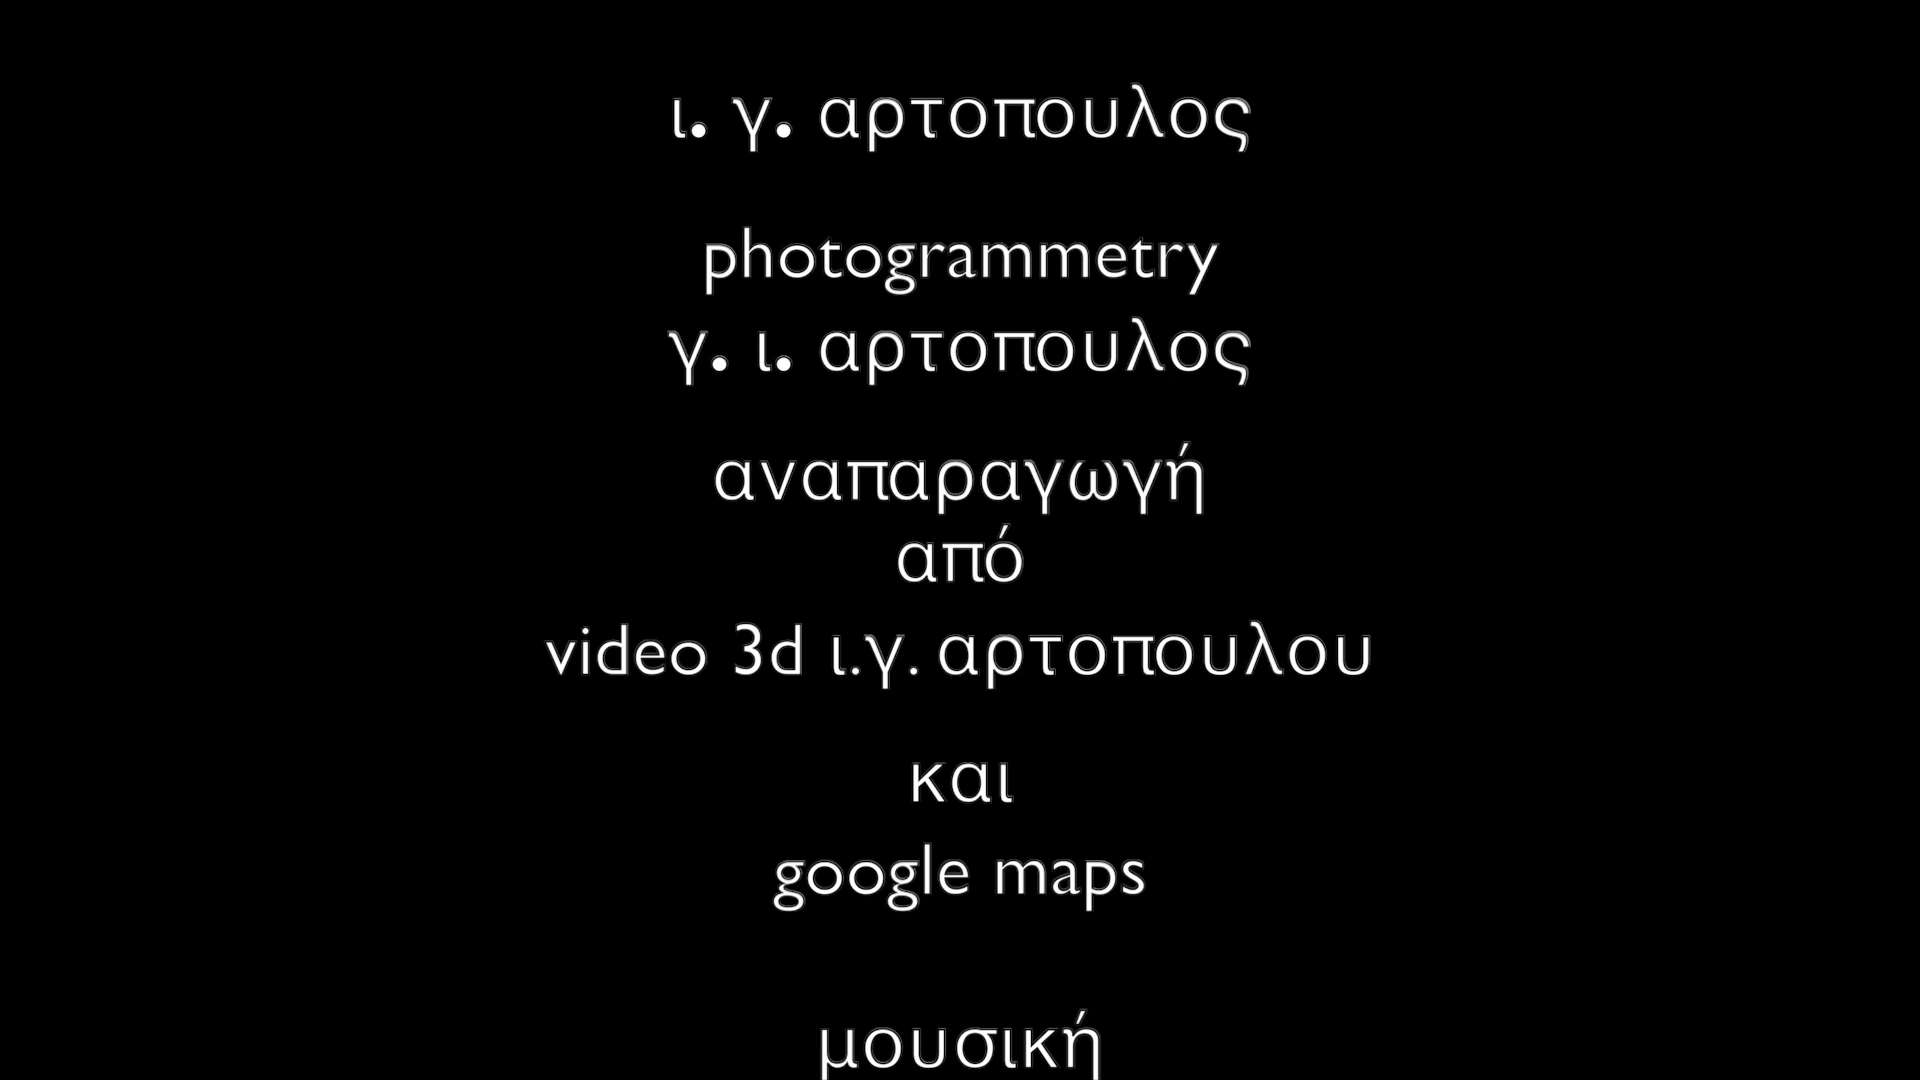 ι. γ. αρτοπουλος
photogrammetry
γ. ι. αρτοπουλος
αναπαραγωγή
από
video 3d ι.γ. αρτοπουλου
και
google maps
μουσική